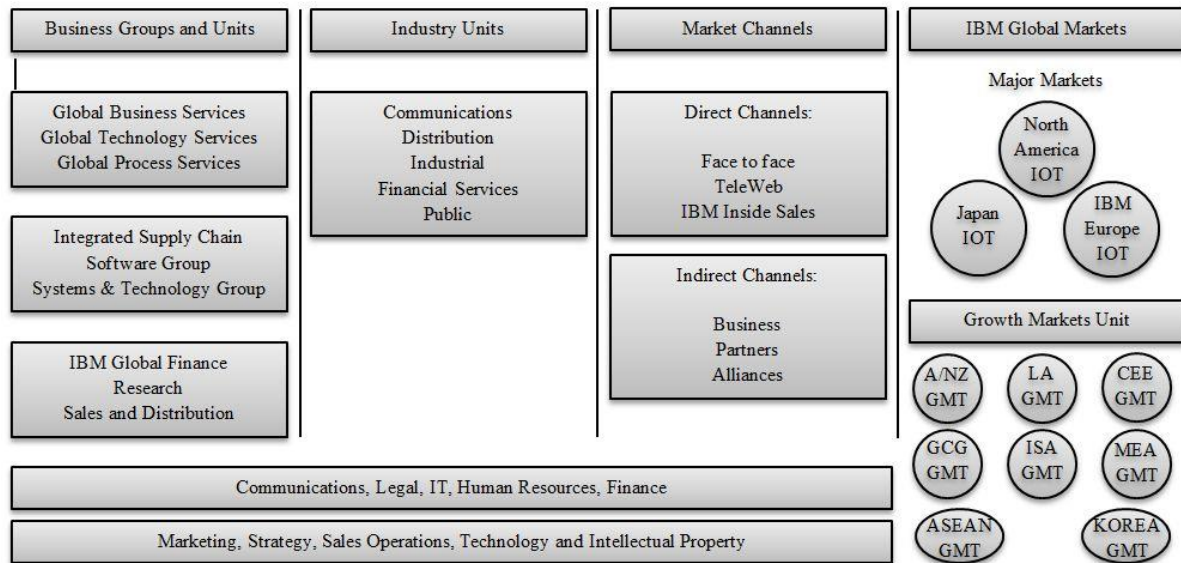 Business Groups and Units
Global Business Services
Global Technology Services
Global Process Services
Integrated Supply Chain
Software Group
Systems & Technology Group
IBM Global Finance
Research
Sales and Distribution
Industry Units
Communications
Distribution
Industrial
Financial Services
Public
Market Channels
Direct Channels:
Face to face
TeleWeb
IBM Inside Sales
Indirect Channels:
Business
Partners
Alliances
IBM Global Markets
Major Markets
North
America
IOT
Japan
IOT
IBM
Europe
IOT
Growth Markets Unit
A/NZ
GMT
LA
GMT
CEE
GMT
GCG
GMT
ISA
GMT
MEA
GMT
ASEAN
GMT
KOREA
GMT
Communications, Legal, IT, Human Resources, Finance
Marketing, Strategy, Sales Operations, Technology and Intellectual Property